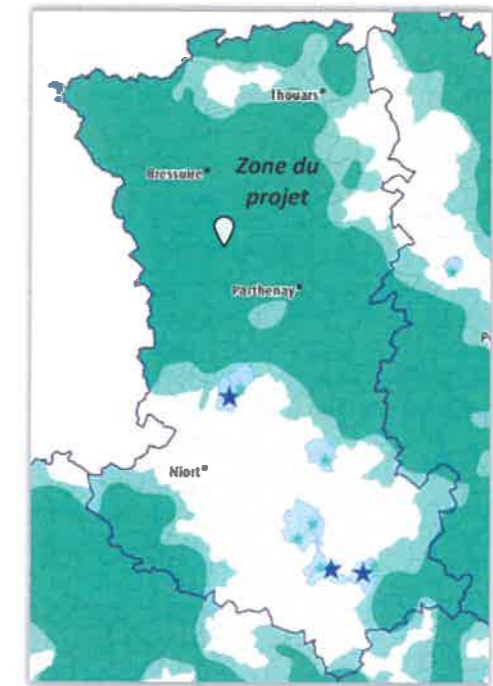 Thouars
Bressuire
Zone du
projet
Parthenay
P
Niort